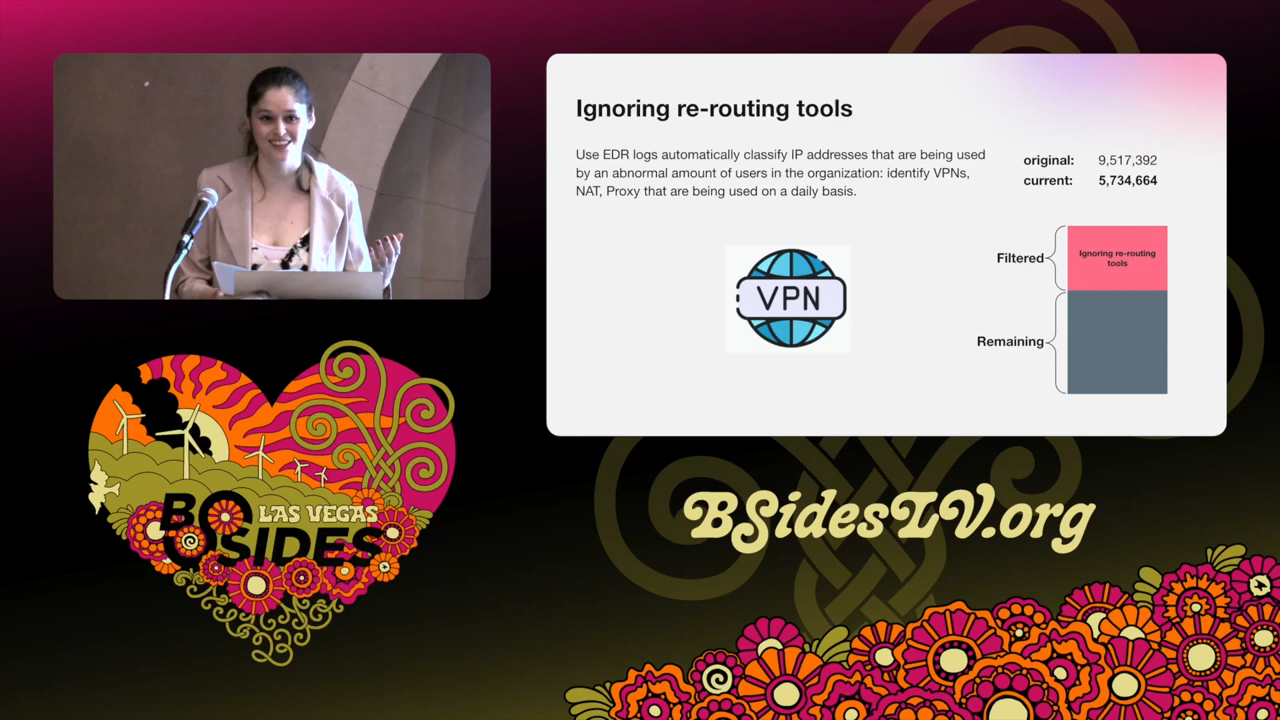 Ignoring re-routing tools
Use EDR logs automatically classify IP addresses that are being used
by an abnormal amount of users in the organization: identify VPNs,
NAT, Proxy that are being used on a daily basis.
original: 9,517,392
current: 5,734,664
VPN
Filtered
Ignoring re-routing
tools
Remaining
LAS VEGAS
BSIDES
BSidesLV.org